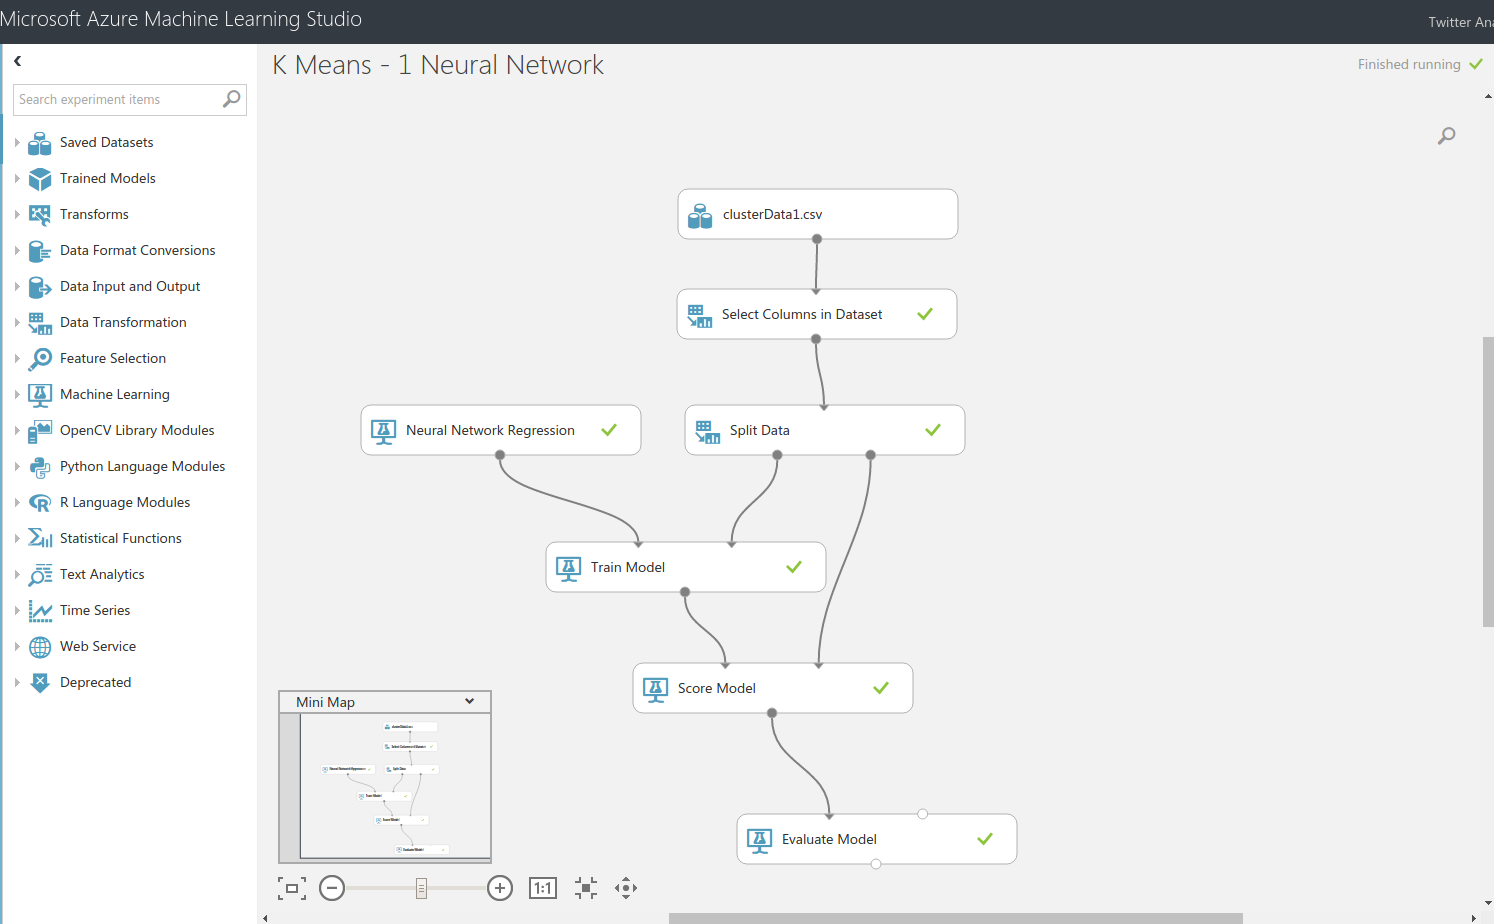 Microsoft Azure Machine Learning Studio
Twitter Ana
K Means - 1 Neural Network
Finished running
Search experiment items
Saved Datasets
Trained Models
Transforms
Data Format Conversions
Data Input and Output
Data Transformation
Feature Selection
Machine Learning
OpenCV Library Modules
Python Language Modules
R Language Modules
Statistical Functions
Text Analytics
Time Series
Web Service
Deprecated
clusterData1.csv
Select Columns in Dataset
Neural Network Regression
Split Data
Train Model
Score Model
Evaluate Model
Mini Map
1:1